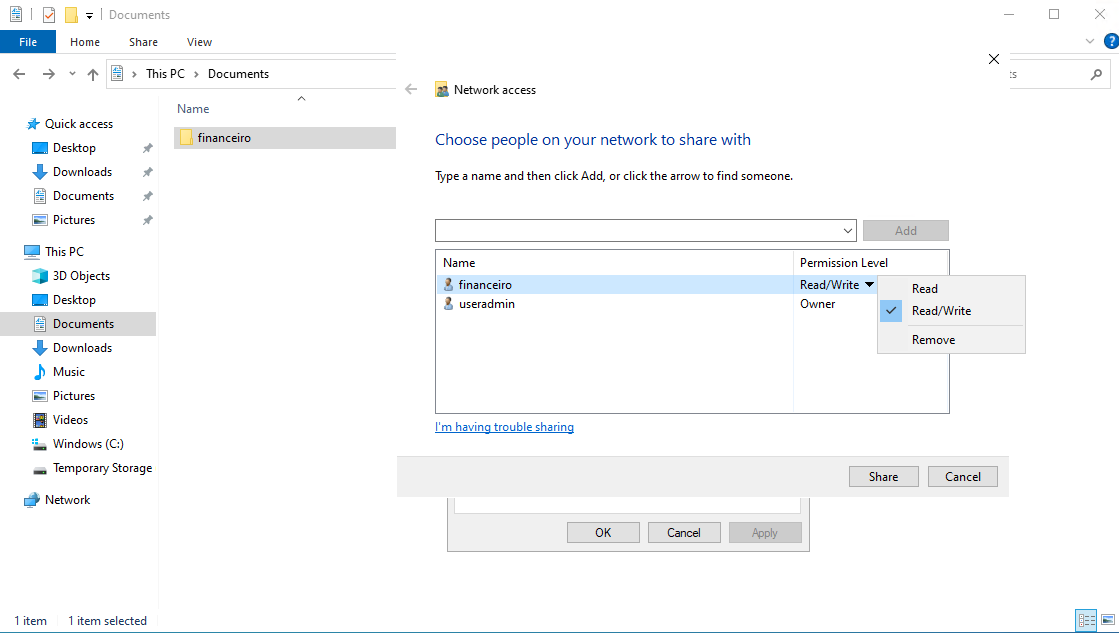 Documents
File Home Share View
This PC Documents
Network access
Choose people on your network to share with
Type a name and then click Add, or click the arrow to find someone.
Add
Name Permission Level
financeiro Read/Write
useradmin Owner
Read
Read/Write
Remove
I'm having trouble sharing
Share Cancel
OK Cancel Apply
Name
financeiro
Quick access
Desktop
Downloads
Documents
Pictures
This PC
3D Objects
Desktop
Documents
Downloads
Music
Pictures
Videos
Windows (C:)
Temporary Storage
Network
1 item 1 item selected